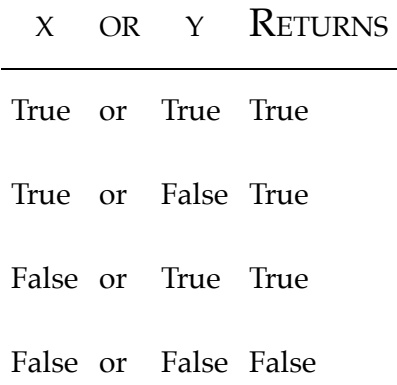 X OR Y RETURNS
True or True True
True or False True
False or True True
False or False False